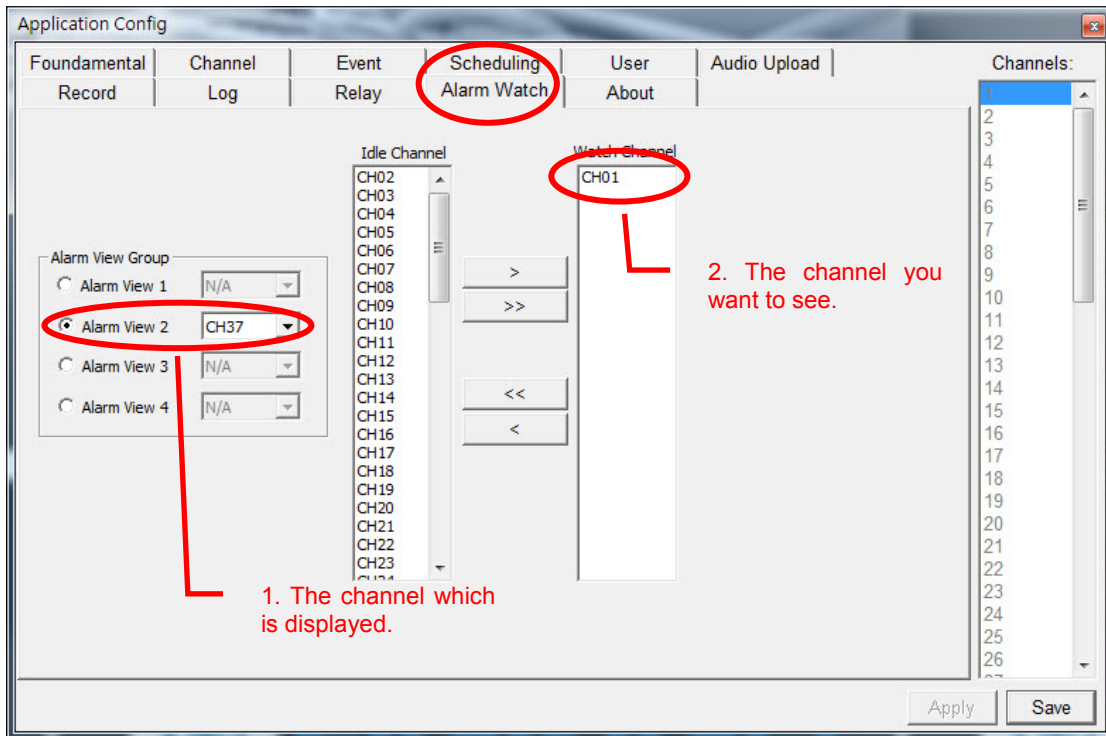 Application Config
Foundamental Channel Event Scheduling User Audio Upload
Record Log Relay Alarm Watch About
Channels:
1
2
3
4
5
6
7
8
9
10
11
12
13
14
15
16
17
18
19
20
21
22
23
24
25
26
Alarm View Group
Alarm View 1 N/A
Alarm View 2 CH37
Alarm View 3 N/A
Alarm View 4 N/A
Idle Channel
CH02
CH03
CH04
CH05
CH06
CH07
CH08
CH09
CH10
CH11
CH12
CH13
CH14
CH15
CH16
CH17
CH18
CH19
CH20
CH21
CH22
CH23
>
>>
<<
<
Watch Channel
CH01
2. The channel you
want to see.
1. The channel which
is displayed.
Apply Save